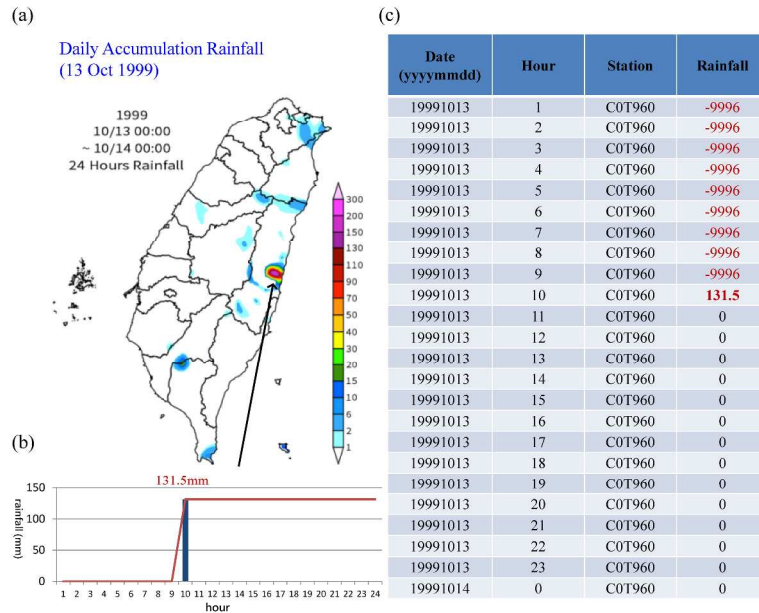 (a)
Daily Accumulation Rainfall
(13 Oct 1999)
1999
10/13 00:00
~ 10/14 00:00
24 Hours Rainfall
300
200
150
130
110
90
70
50
40
30
20
15
10
6
2
1
(b)
131.5mm
150
100
50
0
rainfall (mm)
1 2 3 4 5 6 7 8 9 10 11 12 13 14 15 16 17 18 19 20 21 22 23 24
hour
(c)
Date (yyyymmdd) Hour Station Rainfall
19991013 1 C0T960 -9996
19991013 2 C0T960 -9996
19991013 3 C0T960 -9996
19991013 4 C0T960 -9996
19991013 5 C0T960 -9996
19991013 6 C0T960 -9996
19991013 7 C0T960 -9996
19991013 8 C0T960 -9996
19991013 9 C0T960 -9996
19991013 10 C0T960 131.5
19991013 11 C0T960 0
19991013 12 C0T960 0
19991013 13 C0T960 0
19991013 14 C0T960 0
19991013 15 C0T960 0
19991013 16 C0T960 0
19991013 17 C0T960 0
19991013 18 C0T960 0
19991013 19 C0T960 0
19991013 20 C0T960 0
19991013 21 C0T960 0
19991013 22 C0T960 0
19991013 23 C0T960 0
19991014 0 C0T960 0